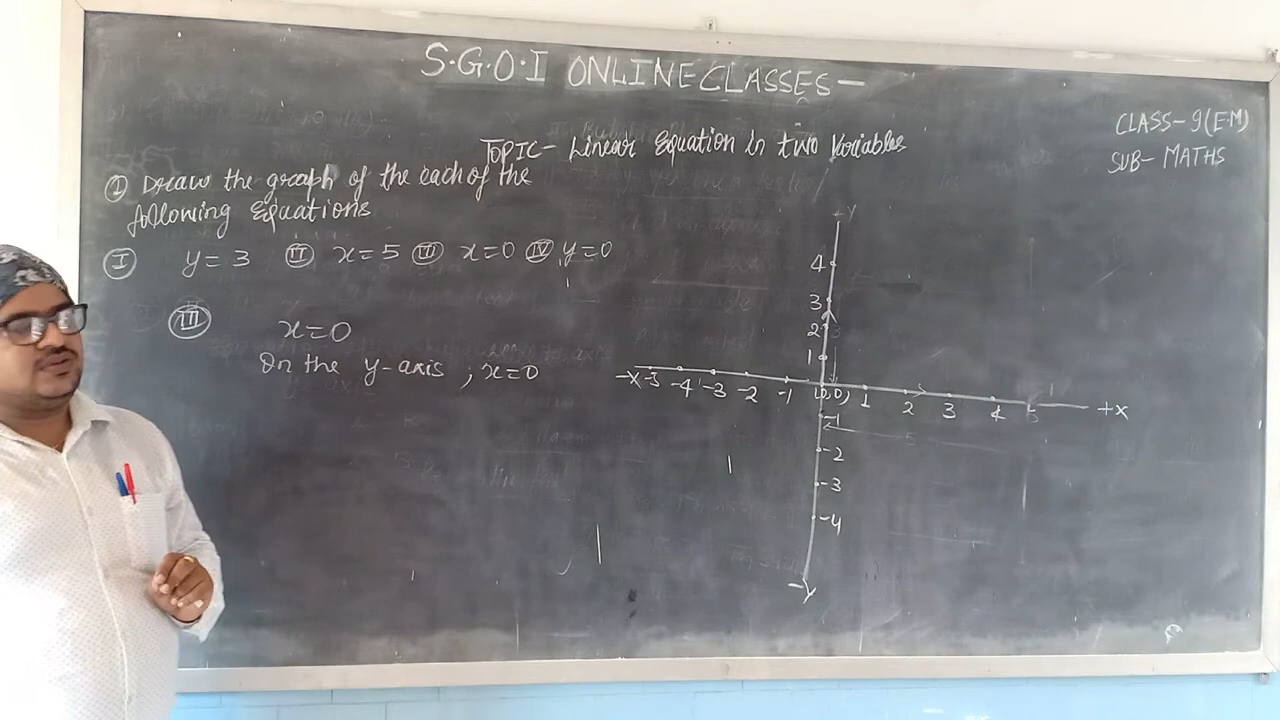 S.G.O.I ONLINE CLASSES -
CLASS-9(E.M)
SUB- MATHS
TOPIC- Linear Equation in two Variables
① Draw the graph of the each of the
following Equations
Ⓘ y=3 Ⓘⓘ x=5 ⒾⒾⒾ x=0 ⒾⓋ y=0
ⒾⒾⒾ x=0
On the y-axis ; x=0
+Y
4
3
2
1
-X -5 -4 -3 -2 -1 (0,0) 1 2 3 4 5 +X
-1
-2
-3
-4
-Y